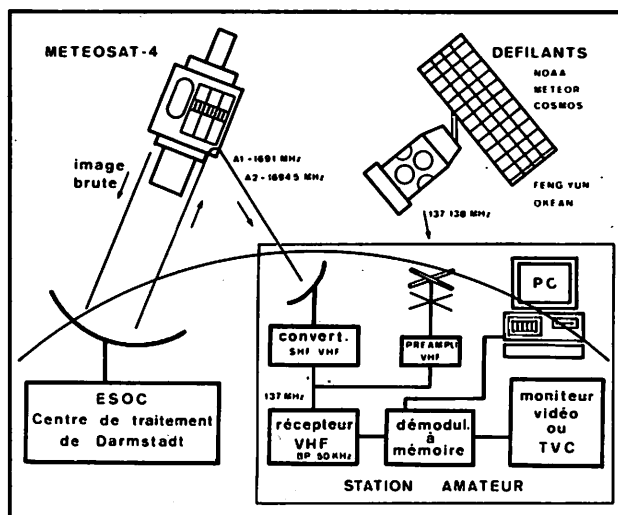 METEOSAT-4
DEFILANTS
NOAA
METEOR
COSMOS
A1-1691 MHz
A2-1694 5 MHz
image
brute
FENG YUN
OKEAN
137 138 MHz
PC
convert.
SHF VHF
PREAMPLI
VHF
ESOC
Centre de traitement
de Darmstadt
137 MHz
récepteur
VHF
BP 50 KHz
démodul.
à
mémoire
moniteur
vidéo
ou
TVC
STATION AMATEUR